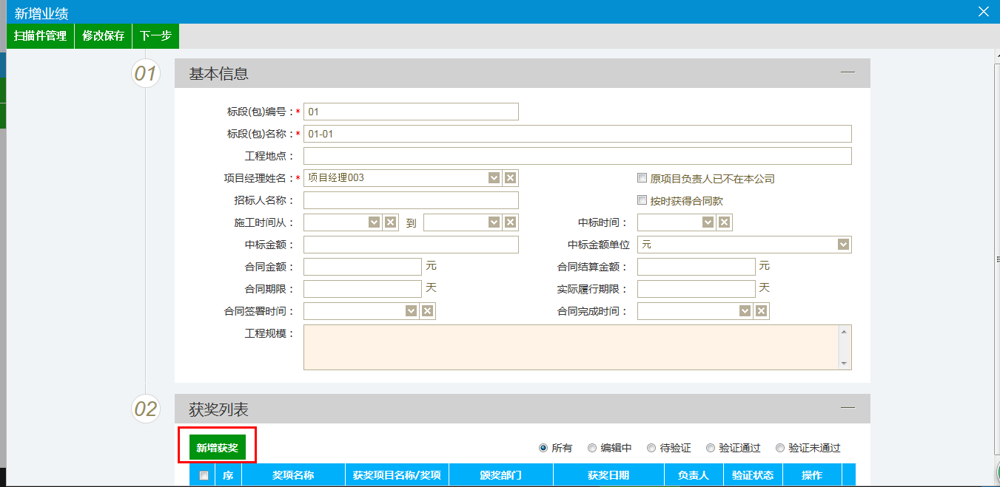 新增业绩
扫描件管理 修改保存 下一步
01 基本信息
标段(包)编号：* 01
标段(包)名称：* 01-01
工程地点：
项目经理姓名：* 项目经理003 原项目负责人已不在本公司
招标人名称： 按时获得合同款
施工时间从： 到 中标时间：
中标金额： 中标金额单位 元
合同金额： 元 合同结算金额： 元
合同期限： 天 实际履行期限： 天
合同签署时间： 合同完成时间：
工程规模：
02 获奖列表
新增获奖 所有 编辑中 待验证 验证通过 验证未通过
序 奖项名称 获奖项目名称/奖项 颁奖部门 获奖日期 负责人 验证状态 操作